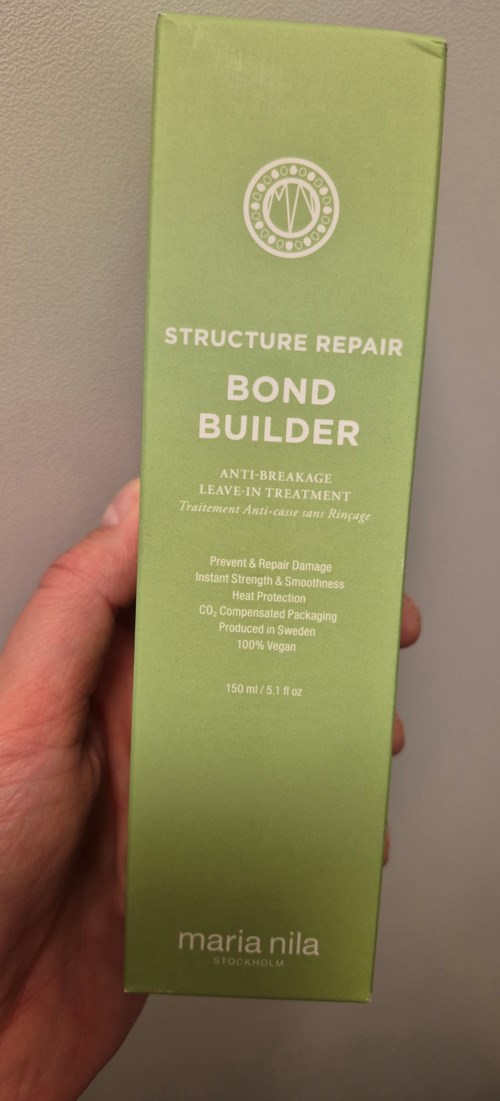 STRUCTURE REPAIR
BOND
BUILDER
ANTI-BREAKAGE
LEAVE-IN TREATMENT
Traitement Anti-casse sans Rinçage
Prevent & Repair Damage
Instant Strength & Smoothness
Heat Protection
CO₂ Compensated Packaging
Produced in Sweden
100% Vegan
150 ml / 5.1 fl oz
maria nila
STOCKHOLM